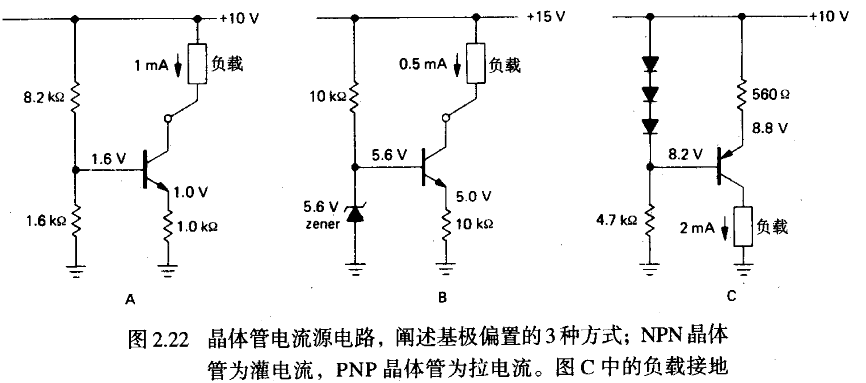 +10 V
1 mA
负载
8.2 kΩ
1.6 V
1.0 V
1.6 kΩ
1.0 kΩ
A
+15 V
0.5 mA
负载
10 kΩ
5.6 V
5.0 V
5.6 V
zener
10 kΩ
B
+10 V
560 Ω
8.8 V
8.2 V
4.7 kΩ
2 mA
负载
C
图 2.22 晶体管电流源电路，阐述基极偏置的 3 种方式；NPN 晶体
管为灌电流，PNP 晶体管为拉电流。图 C 中的负载接地